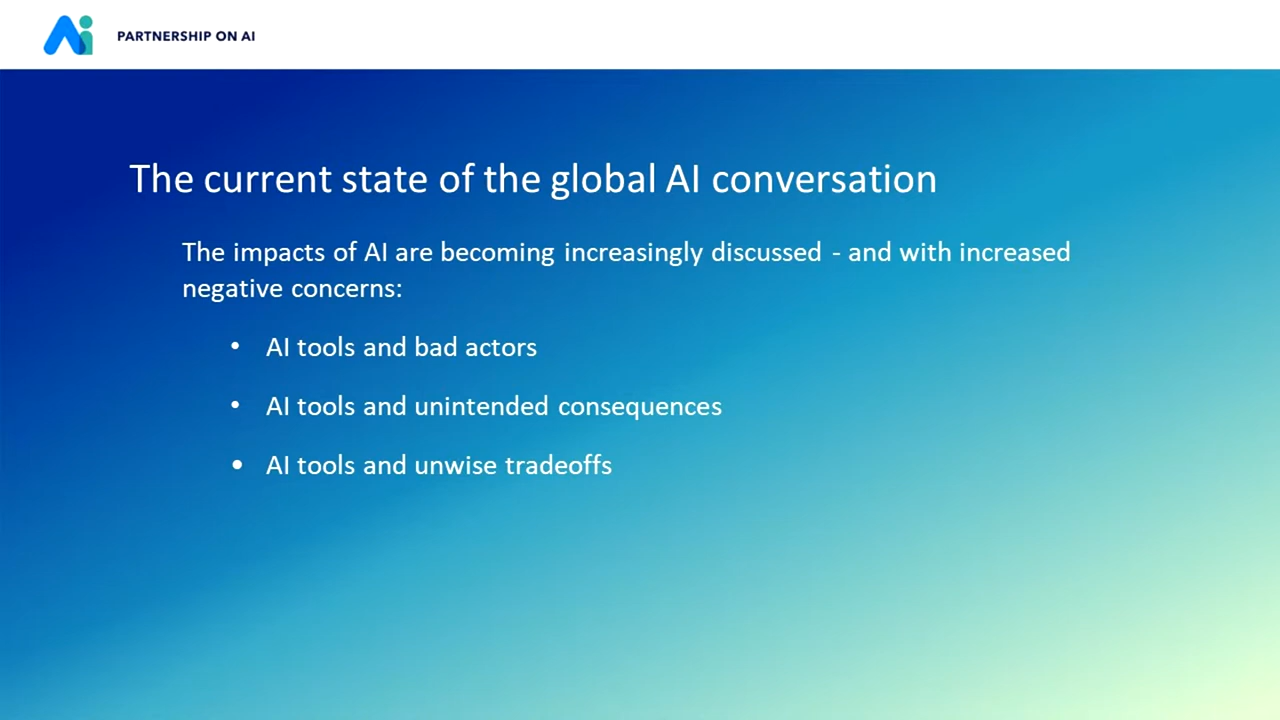 Ai PARTNERSHIP ON AI
The current state of the global AI conversation
The impacts of AI are becoming increasingly discussed - and with increased
negative concerns:
• AI tools and bad actors
• AI tools and unintended consequences
• AI tools and unwise tradeoffs